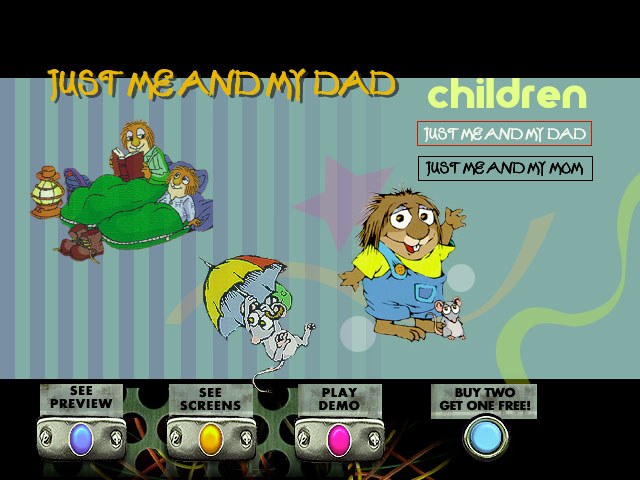 JUST ME AND MY DAD
children
JUST ME AND MY DAD
JUST ME AND MY MOM
SEE
PREVIEW
SEE
SCREENS
PLAY
DEMO
BUY TWO
GET ONE FREE!